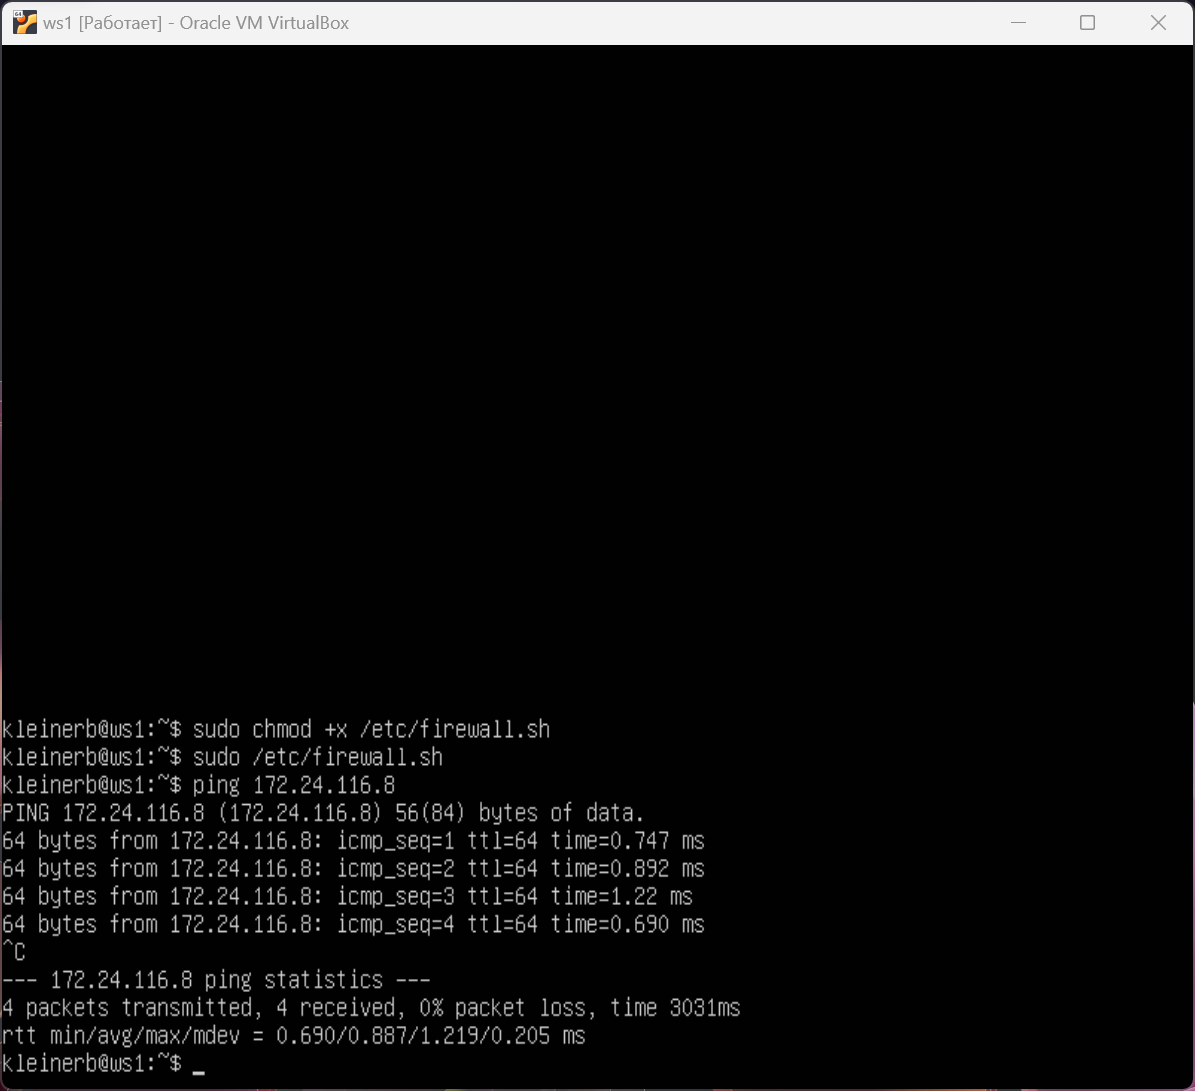 ws1 [Работает] - Oracle VM VirtualBox
kleinerb@ws1:~$ sudo chmod +x /etc/firewall.sh
kleinerb@ws1:~$ sudo /etc/firewall.sh
kleinerb@ws1:~$ ping 172.24.116.8
PING 172.24.116.8 (172.24.116.8) 56(84) bytes of data.
64 bytes from 172.24.116.8: icmp_seq=1 ttl=64 time=0.747 ms
64 bytes from 172.24.116.8: icmp_seq=2 ttl=64 time=0.892 ms
64 bytes from 172.24.116.8: icmp_seq=3 ttl=64 time=1.22 ms
64 bytes from 172.24.116.8: icmp_seq=4 ttl=64 time=0.690 ms
^C
--- 172.24.116.8 ping statistics ---
4 packets transmitted, 4 received, 0% packet loss, time 3031ms
rtt min/avg/max/mdev = 0.690/0.887/1.219/0.205 ms
kleinerb@ws1:~$ _